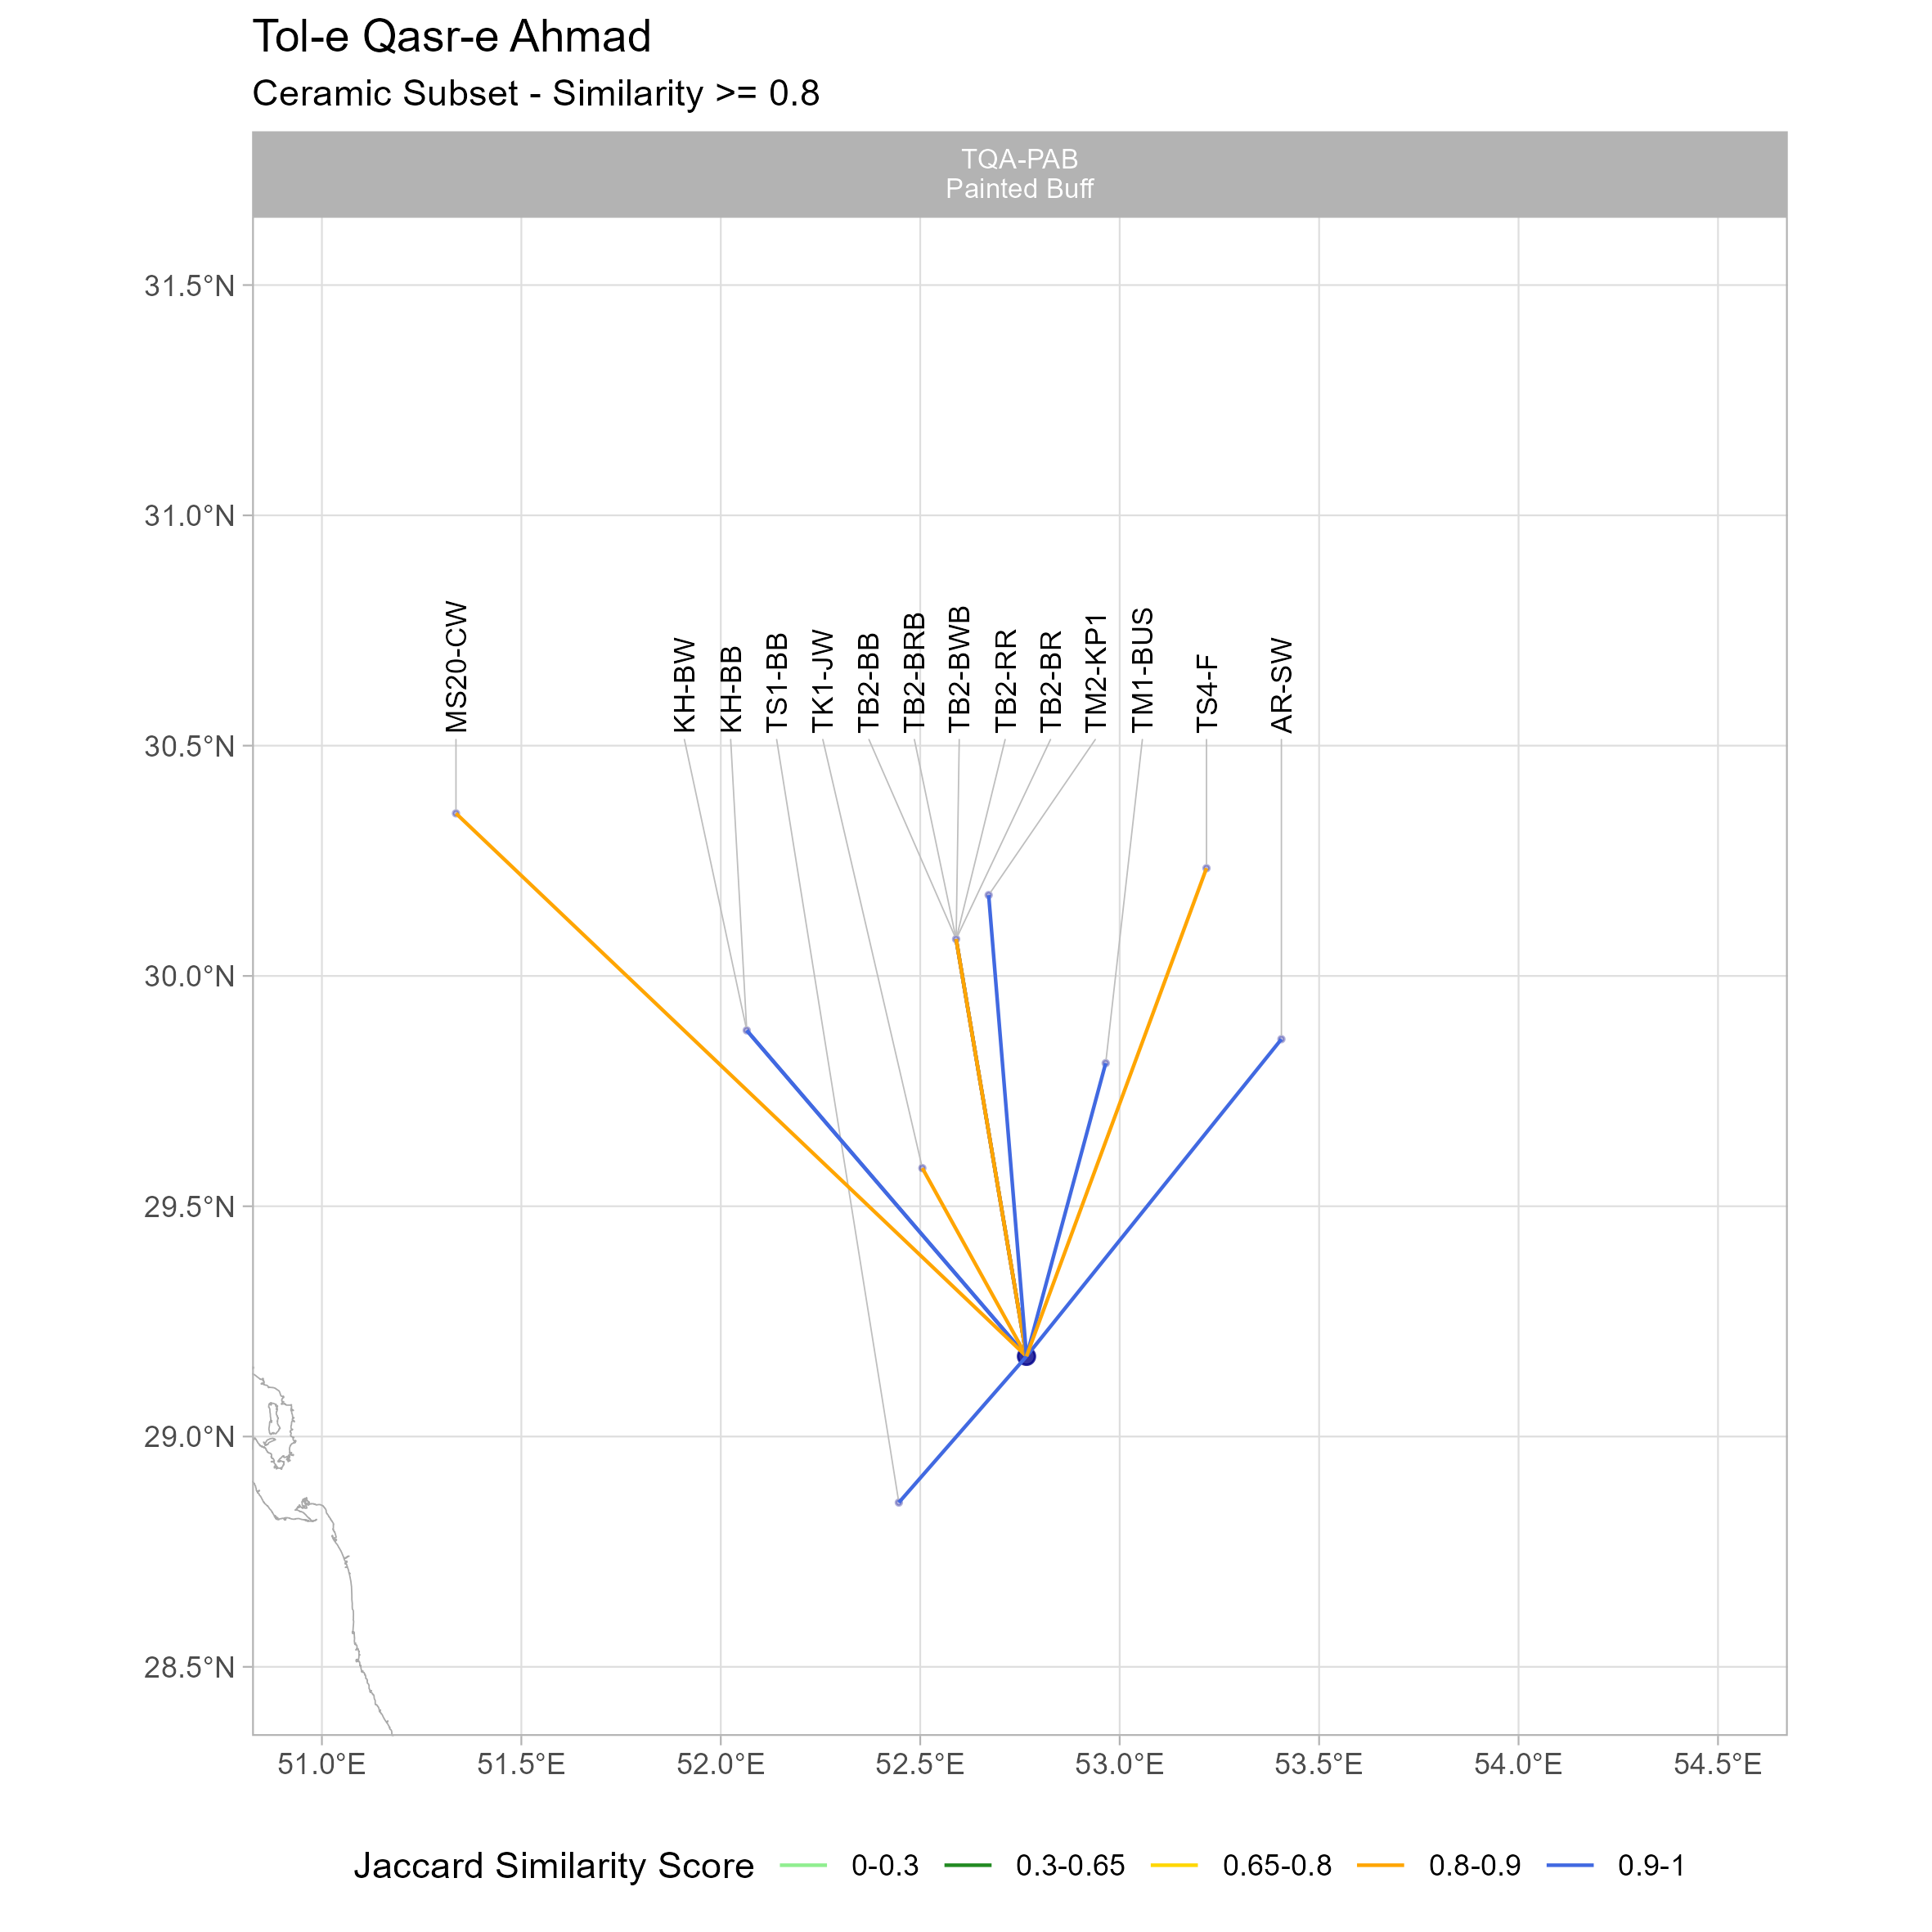 Tol-e Qasr-e Ahmad
Ceramic Subset - Similarity >= 0.8
TQA-PAB
Painted Buff
31.5°N
31.0°N
30.5°N
30.0°N
29.5°N
29.0°N
28.5°N
MS20-CW
KH-BW
KH-BB
TS1-BB
TK1-JW
TB2-BB
TB2-BRB
TB2-BWB
TB2-RR
TB2-BR
TM2-KP1
TM1-BUS
TS4-F
AR-SW
51.0°E 51.5°E 52.0°E 52.5°E 53.0°E 53.5°E 54.0°E 54.5°E
Jaccard Similarity Score 0-0.3 0.3-0.65 0.65-0.8 0.8-0.9 0.9-1